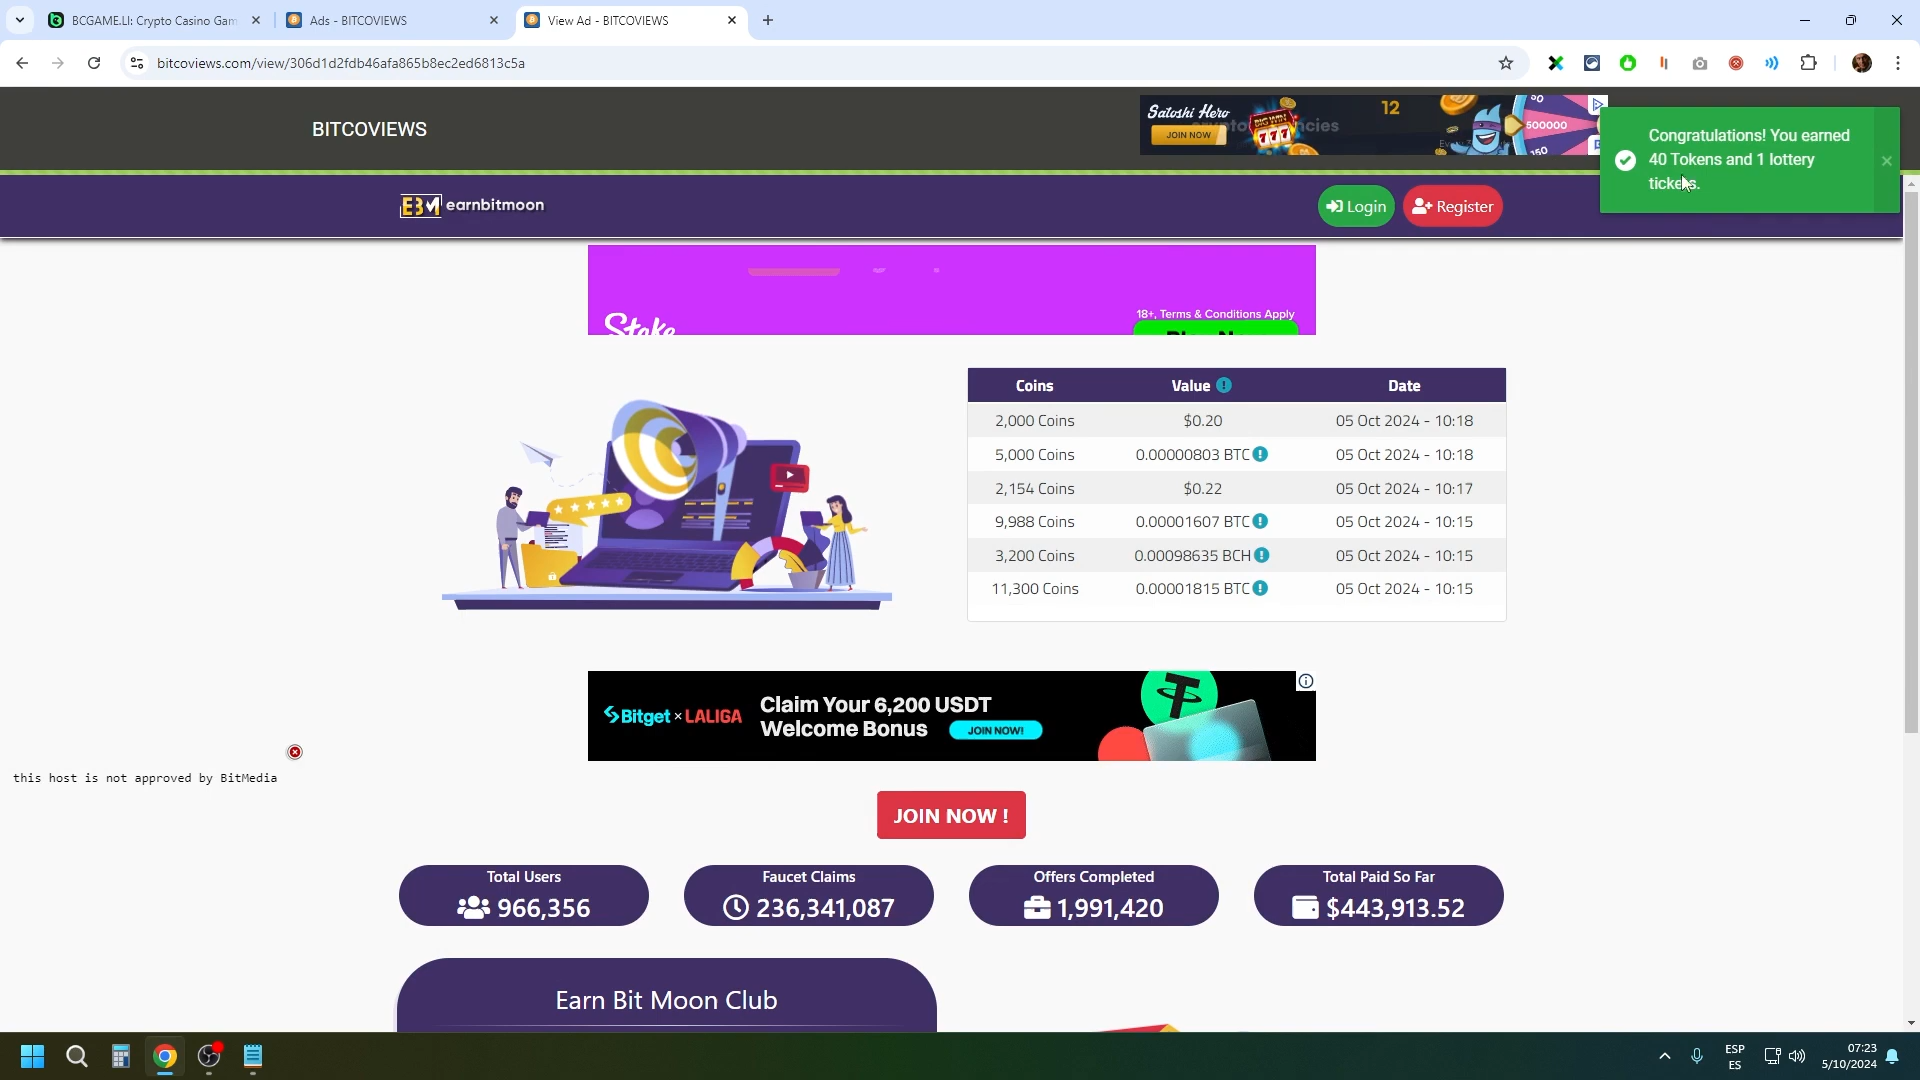 BCGAME.LI: Crypto Casino Gam
Ads - BITCOVIEWS
View Ad - BITCOVIEWS
bitcoviews.com/view/306d1d2fdb46afa865b8ec2ed6813c5a
BITCOVIEWS
Satoshi Hero
JOIN NOW
BIG WIN
777
12
500000
150
Congratulations! You earned
40 Tokens and 1 lottery
tickets.
EBM earnbitmoon
Login
Register
Stake
18+, Terms & Conditions Apply
Coins Value Date
2,000 Coins $0.20 05 Oct 2024 - 10:18
5,000 Coins 0.00000803 BTC 05 Oct 2024 - 10:18
2,154 Coins $0.22 05 Oct 2024 - 10:17
9,988 Coins 0.00001607 BTC 05 Oct 2024 - 10:15
3,200 Coins 0.00098635 BCH 05 Oct 2024 - 10:15
11,300 Coins 0.00001815 BTC 05 Oct 2024 - 10:15
Bitget × LALIGA
Claim Your 6,200 USDT
Welcome Bonus
JOIN NOW!
this host is not approved by BitMedia
JOIN NOW !
Total Users
966,356
Faucet Claims
236,341,087
Offers Completed
1,991,420
Total Paid So Far
$443,913.52
Earn Bit Moon Club
ESP
ES
07:23
5/10/2024